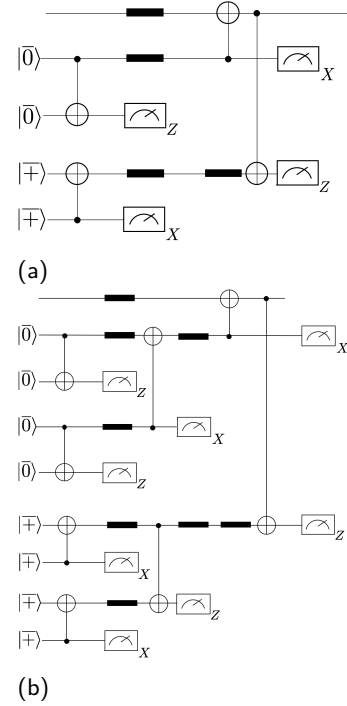 |0̅⟩ X
|0̅⟩ Z
|+̅⟩ Z
|+̅⟩ X
(a)
|0̅⟩ X
|0̅⟩ Z
|0̅⟩ X
|0̅⟩ Z
|+̅⟩ Z
|+̅⟩ X
|+̅⟩ Z
|+̅⟩ X
(b)